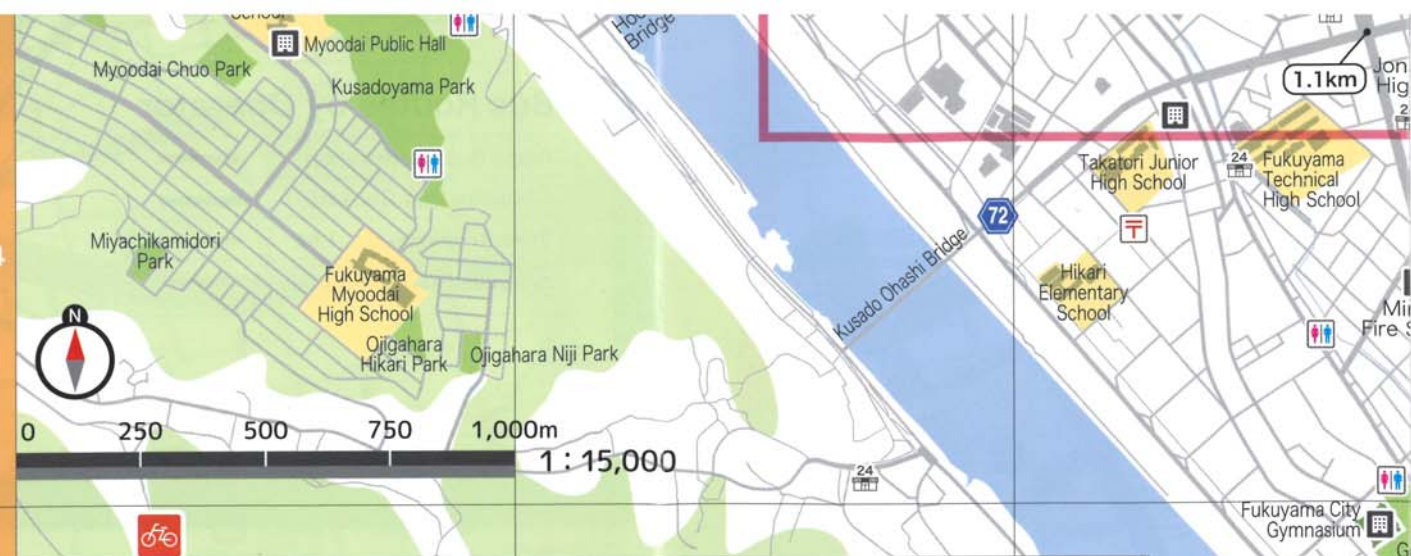 School
Myoodai Public Hall
Myoodai Chuo Park
Kusadoyama Park
Bridge
1.1km
Takatori Junior
High School
24
Fukuyama
Technical
High School
72
〒
Miyachikamidori
Park
Fukuyama
Myoodai
High School
Kusado Ohashi Bridge
Hikari
Elementary
School
N
Ojigahara
Hikari Park
Ojigahara Niji Park
0 250 500 750 1,000m
1:15,000
24
Fukuyama City
Gymnasium